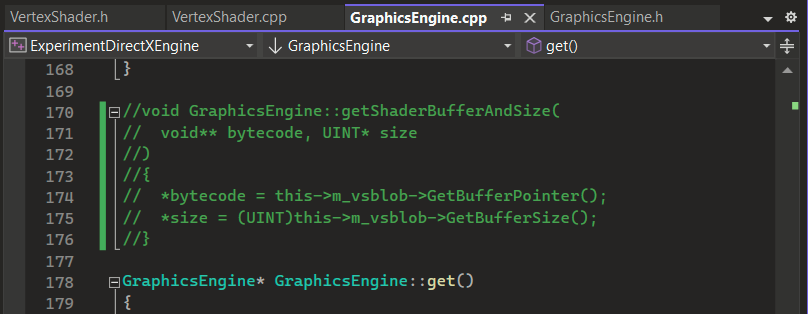 VertexShader.h VertexShader.cpp GraphicsEngine.cpp GraphicsEngine.h
ExperimentDirectXEngine GraphicsEngine get()
168 }
169
170 //void GraphicsEngine::getShaderBufferAndSize(
171 //  void** bytecode, UINT* size
172 //)
173 //{
174 //  *bytecode = this->m_vsblob->GetBufferPointer();
175 //  *size = (UINT)this->m_vsblob->GetBufferSize();
176 //}
177
178 GraphicsEngine* GraphicsEngine::get()
179 {